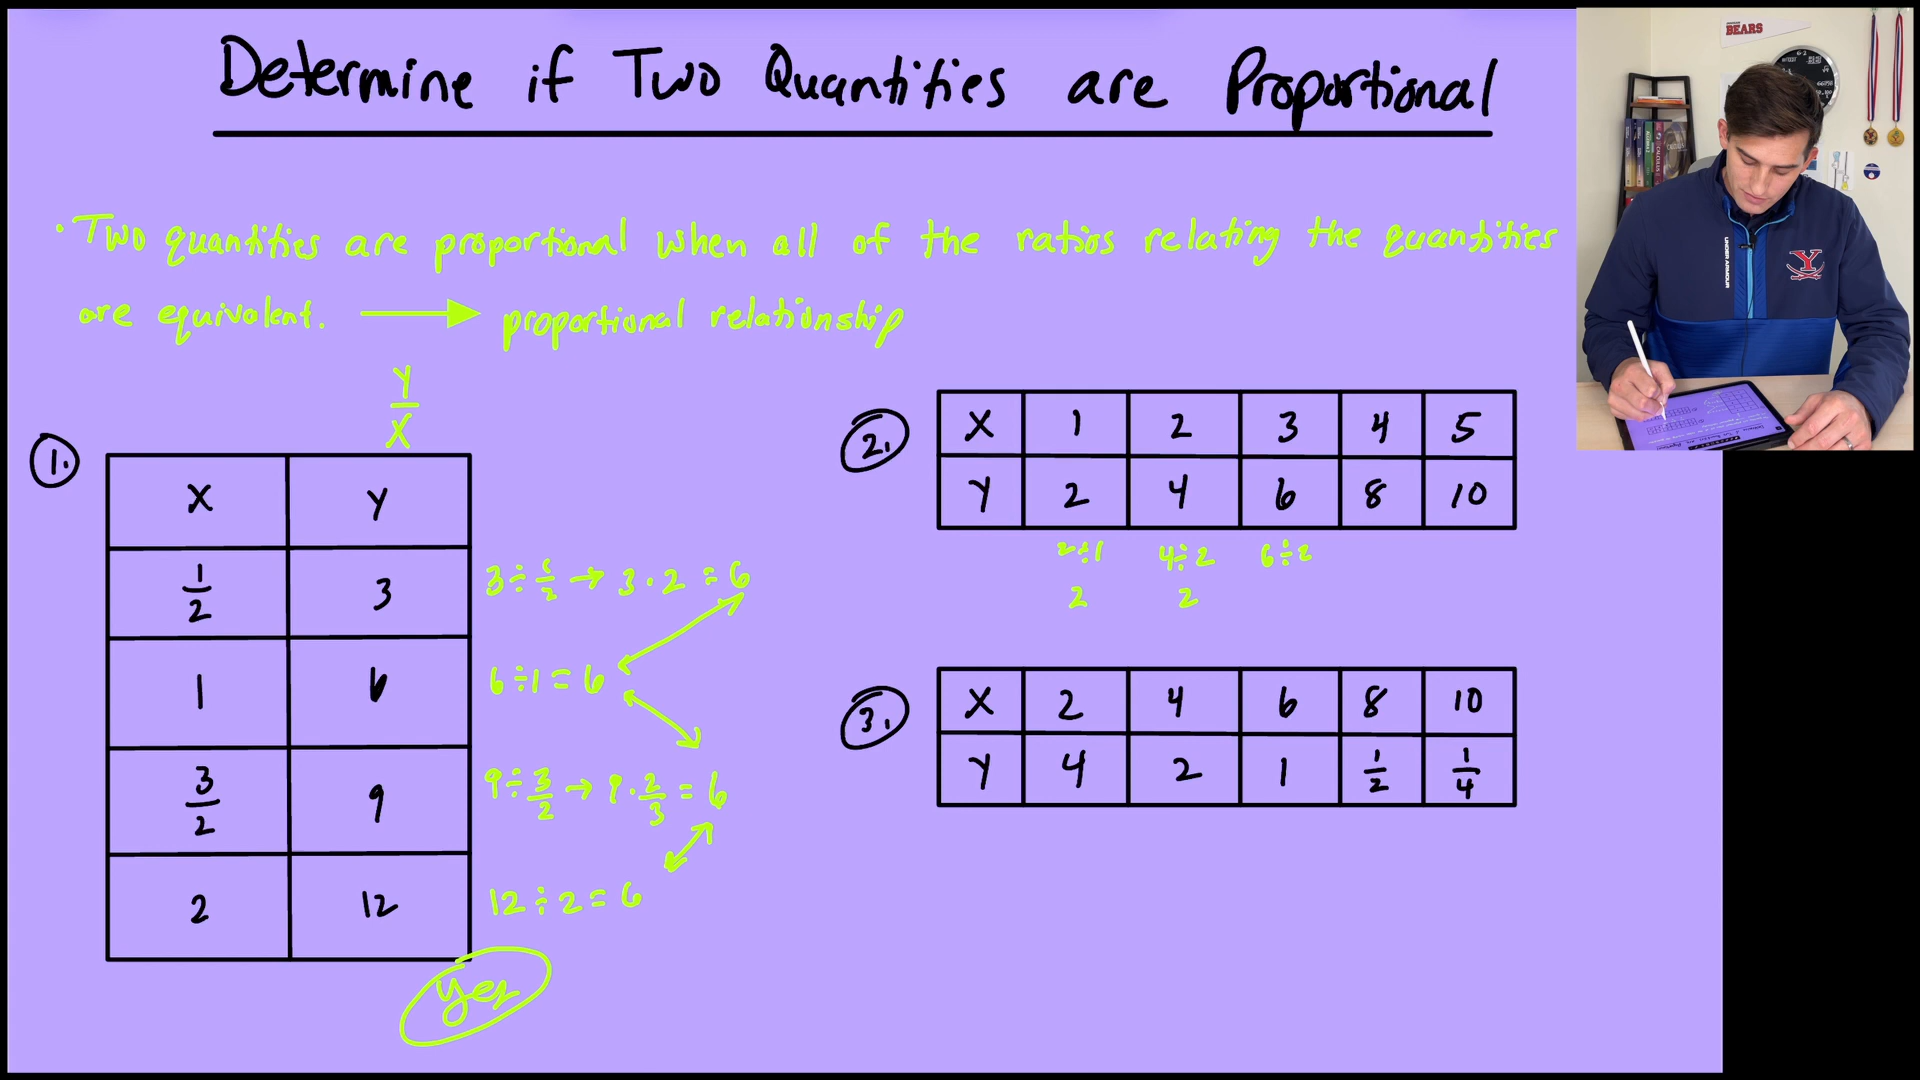 Determine if Two Quantities are Proportional
• Two quantities are proportional when all of the ratios relating the quantities
are equivalent. → proportional relationship
Y/X
1.
X Y
1/2 3
3 ÷ 1/2 → 3 · 2 = 6
1 6
6 ÷ 1 = 6
3/2 9
9 ÷ 3/2 → 9 · 2/3 = 6
2 12
12 ÷ 2 = 6
yes
2.
X 1 2 3 4 5
Y 2 4 6 8 10
2÷1 4÷2 6÷2
2 2
3.
X 2 4 6 8 10
Y 4 2 1 1/2 1/4
BEARS
UNDER ARMOUR
Y